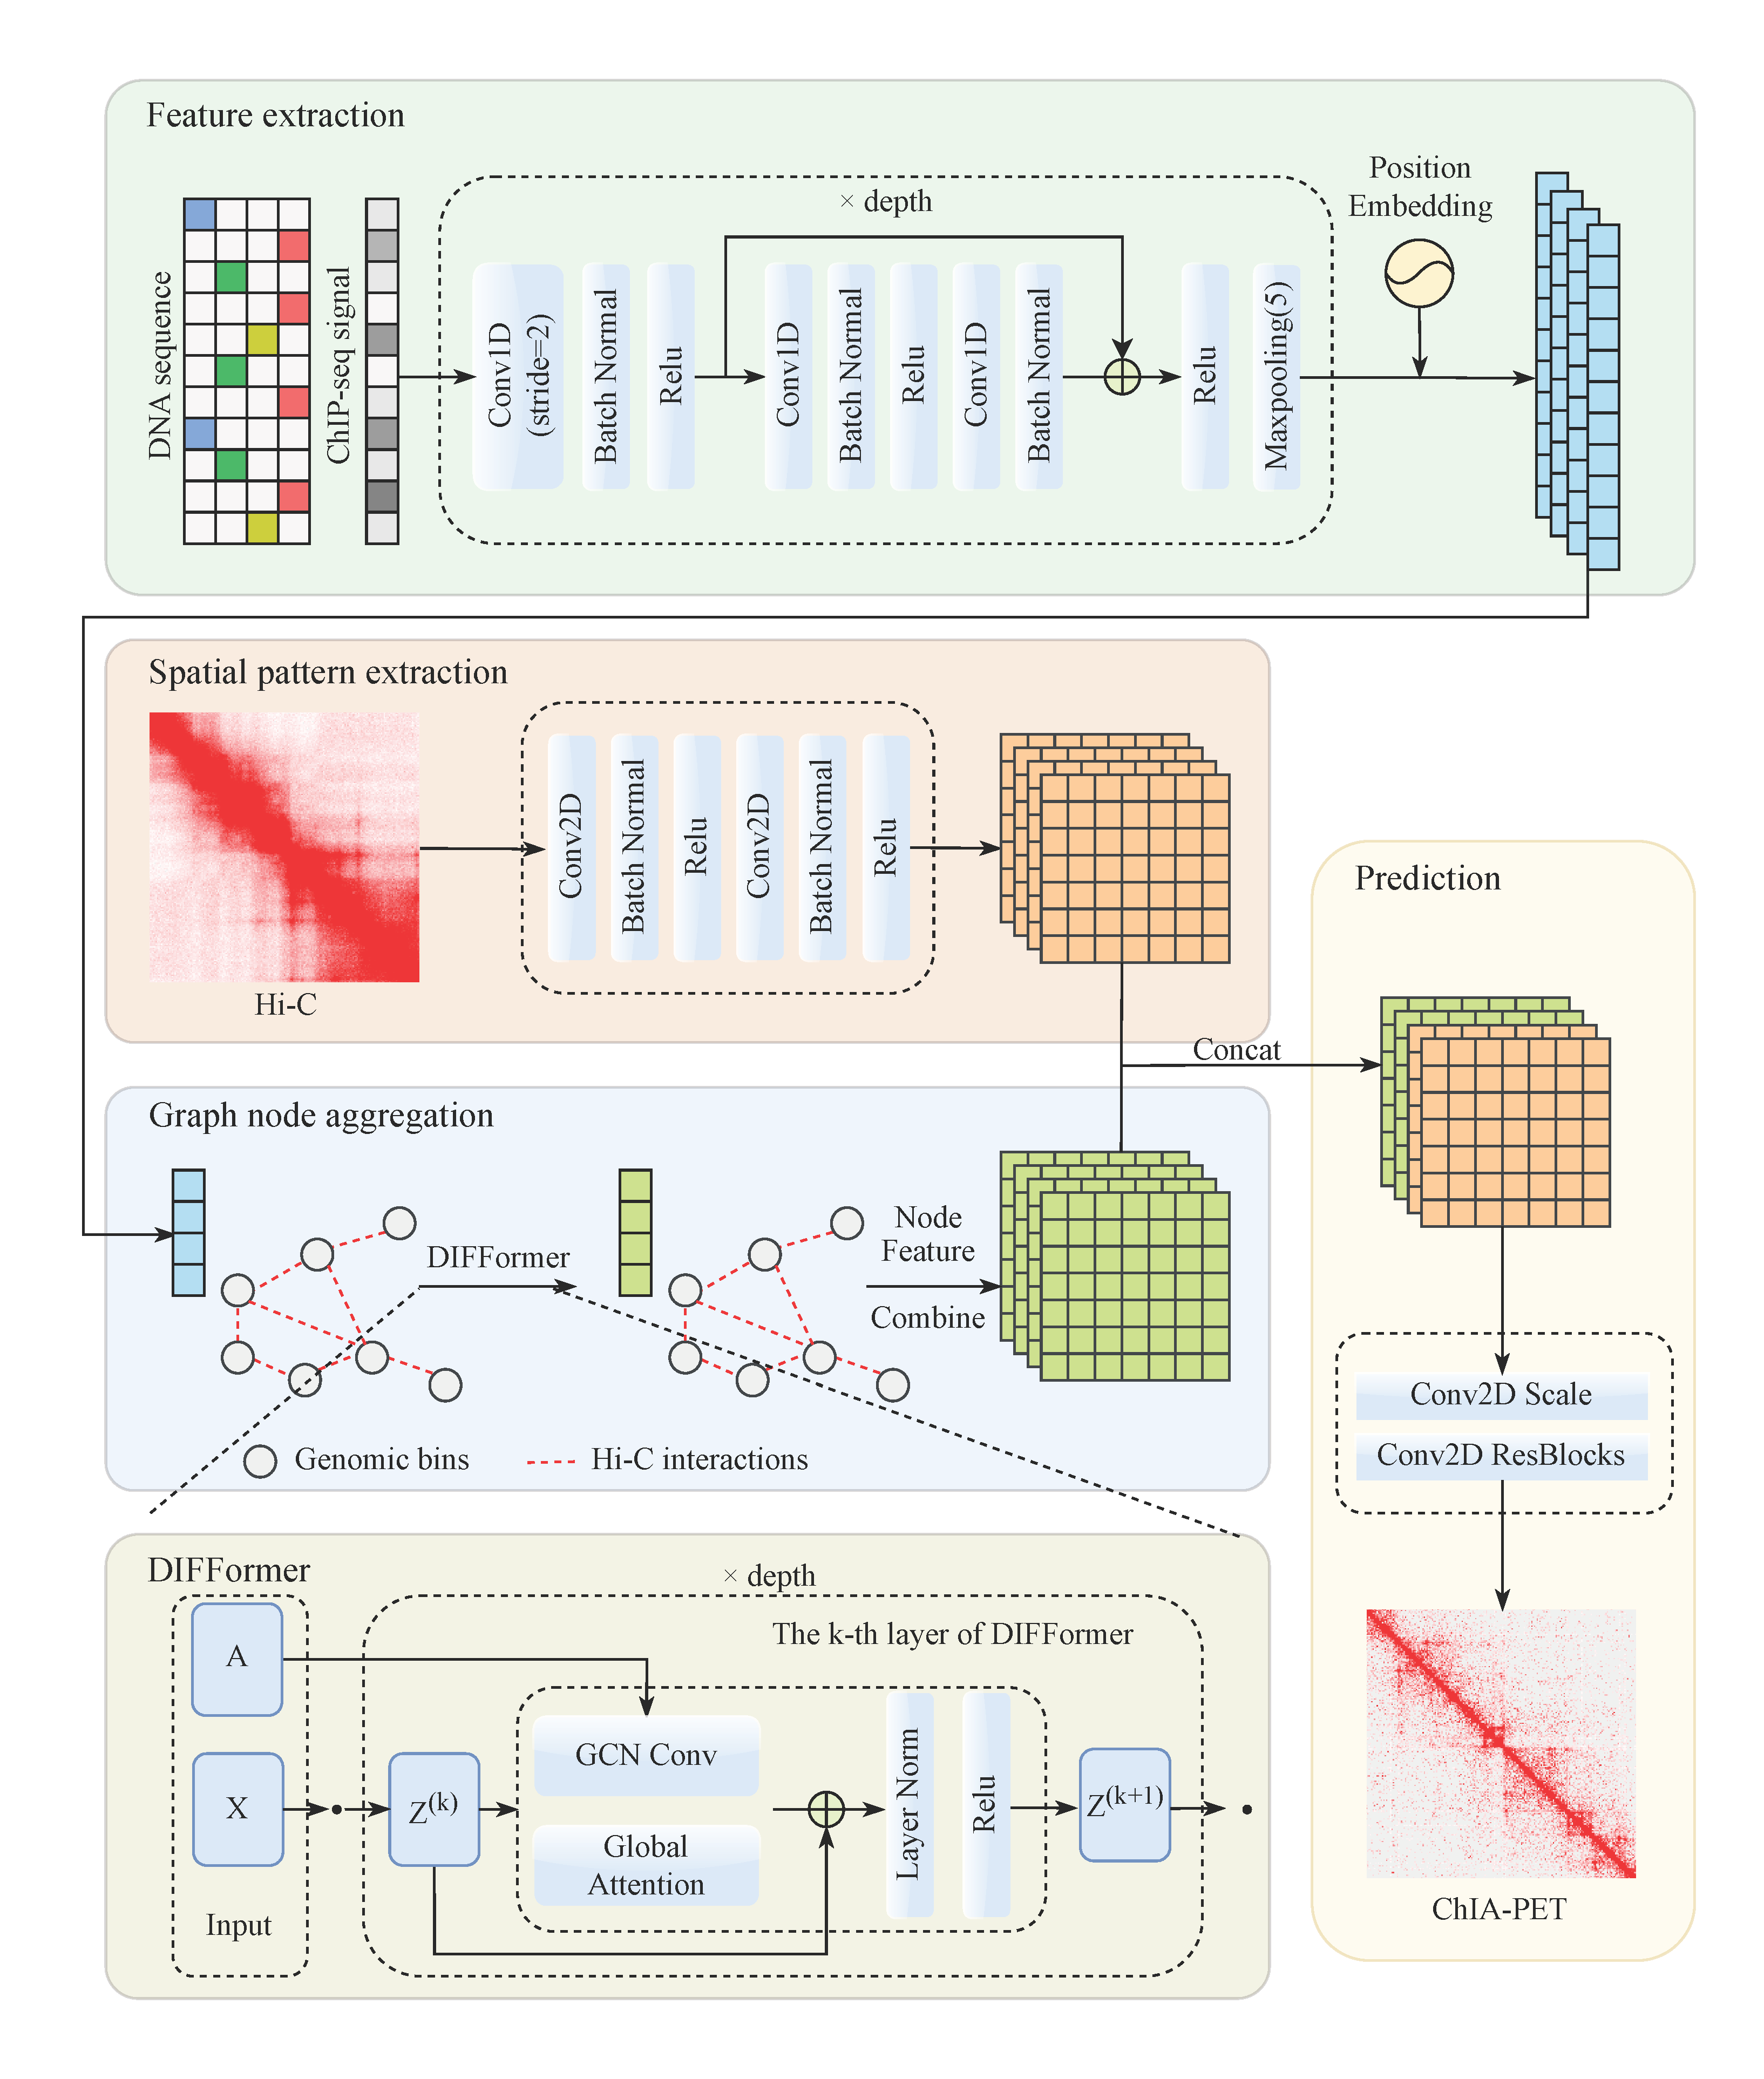 Feature extraction
DNA sequence
ChIP-seq signal
× depth
Conv1D
(stride=2)
Batch Normal
Relu
Conv1D
Batch Normal
Relu
Conv1D
Batch Normal
Relu
Maxpooling(5)
Position
Embedding
Spatial pattern extraction
Hi-C
Conv2D
Batch Normal
Relu
Conv2D
Batch Normal
Relu
Concat
Graph node aggregation
DIFFormer
Node
Feature
Combine
Genomic bins
Hi-C interactions
Prediction
Conv2D Scale
Conv2D ResBlocks
ChIA-PET
DIFFormer
× depth
The k-th layer of DIFFormer
A
X
Input
Z(k)
GCN Conv
Global
Attention
Layer Norm
Relu
Z(k+1)